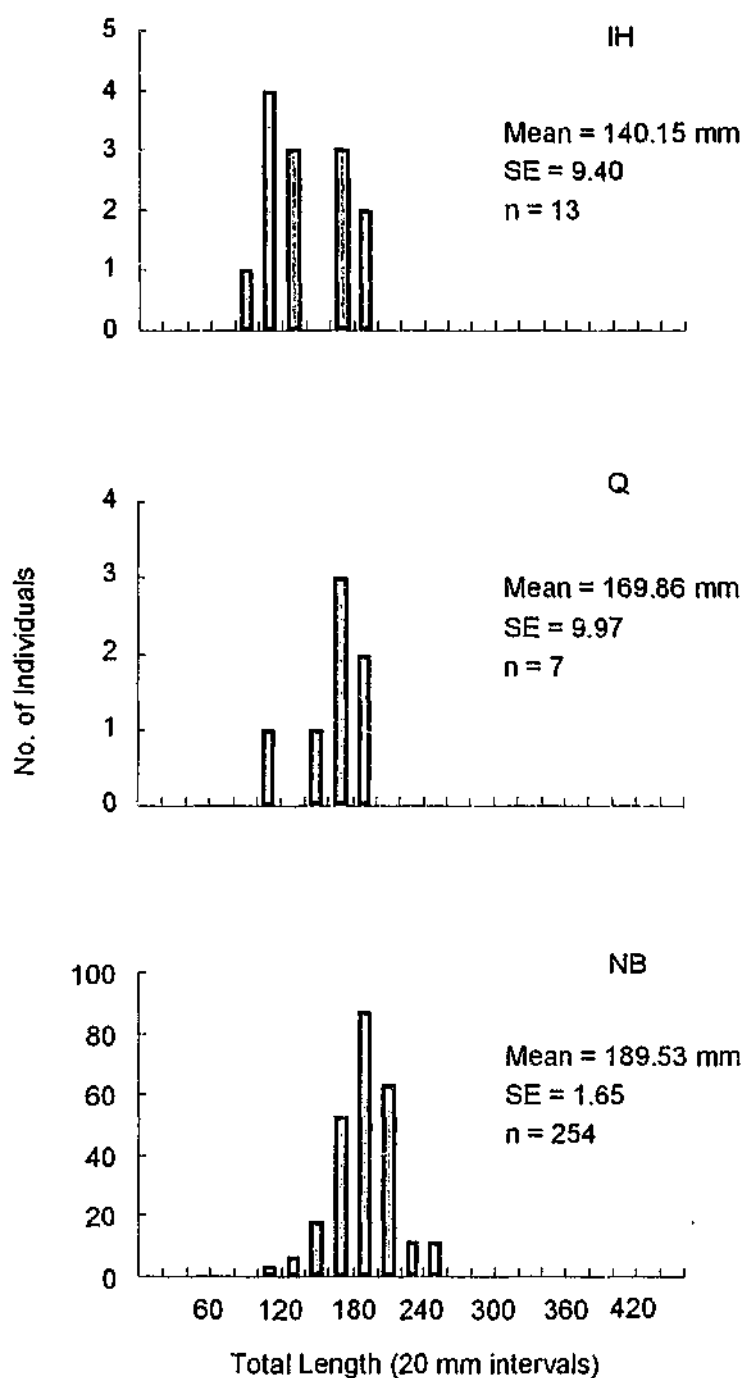 IH
5
4
3
2
1
0
Mean = 140.15 mm
SE = 9.40
n = 13
Q
4
3
2
1
0
Mean = 169.86 mm
SE = 9.97
n = 7
No. of Individuals
NB
100
80
60
40
20
0
Mean = 189.53 mm
SE = 1.65
n = 254
60 120 180 240 300 360 420
Total Length (20 mm intervals)